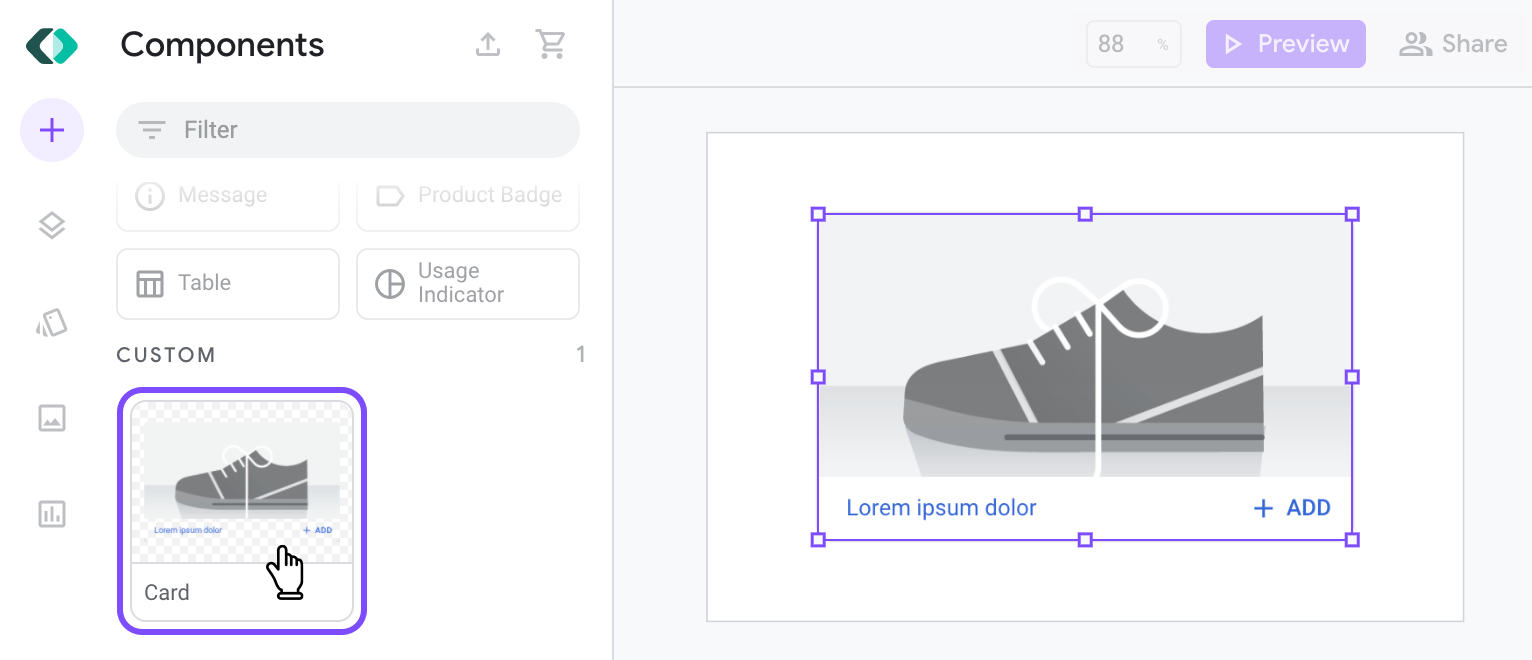 Components
88 %
Preview
Share
Filter
Message
Product Badge
Table
Usage
Indicator
CUSTOM
1
Lorem ipsum dolor
+ ADD
Card
Lorem ipsum dolor
+ ADD